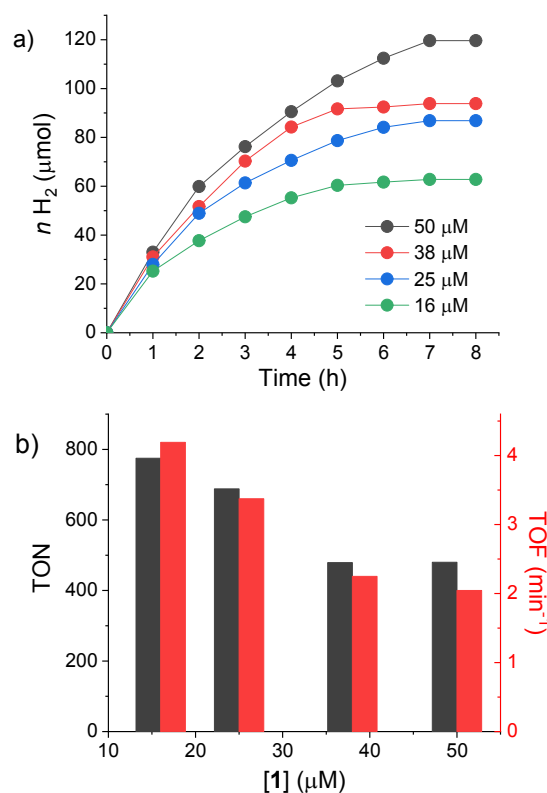 a)
n H₂ (μmol)
120
100
80
60
40
20
0
50 μM
38 μM
25 μM
16 μM
0 1 2 3 4 5 6 7 8
Time (h)
b)
TON
800
600
400
200
0
TOF (min⁻¹)
4
3
2
1
0
10 20 30 40 50
[1] (μM)